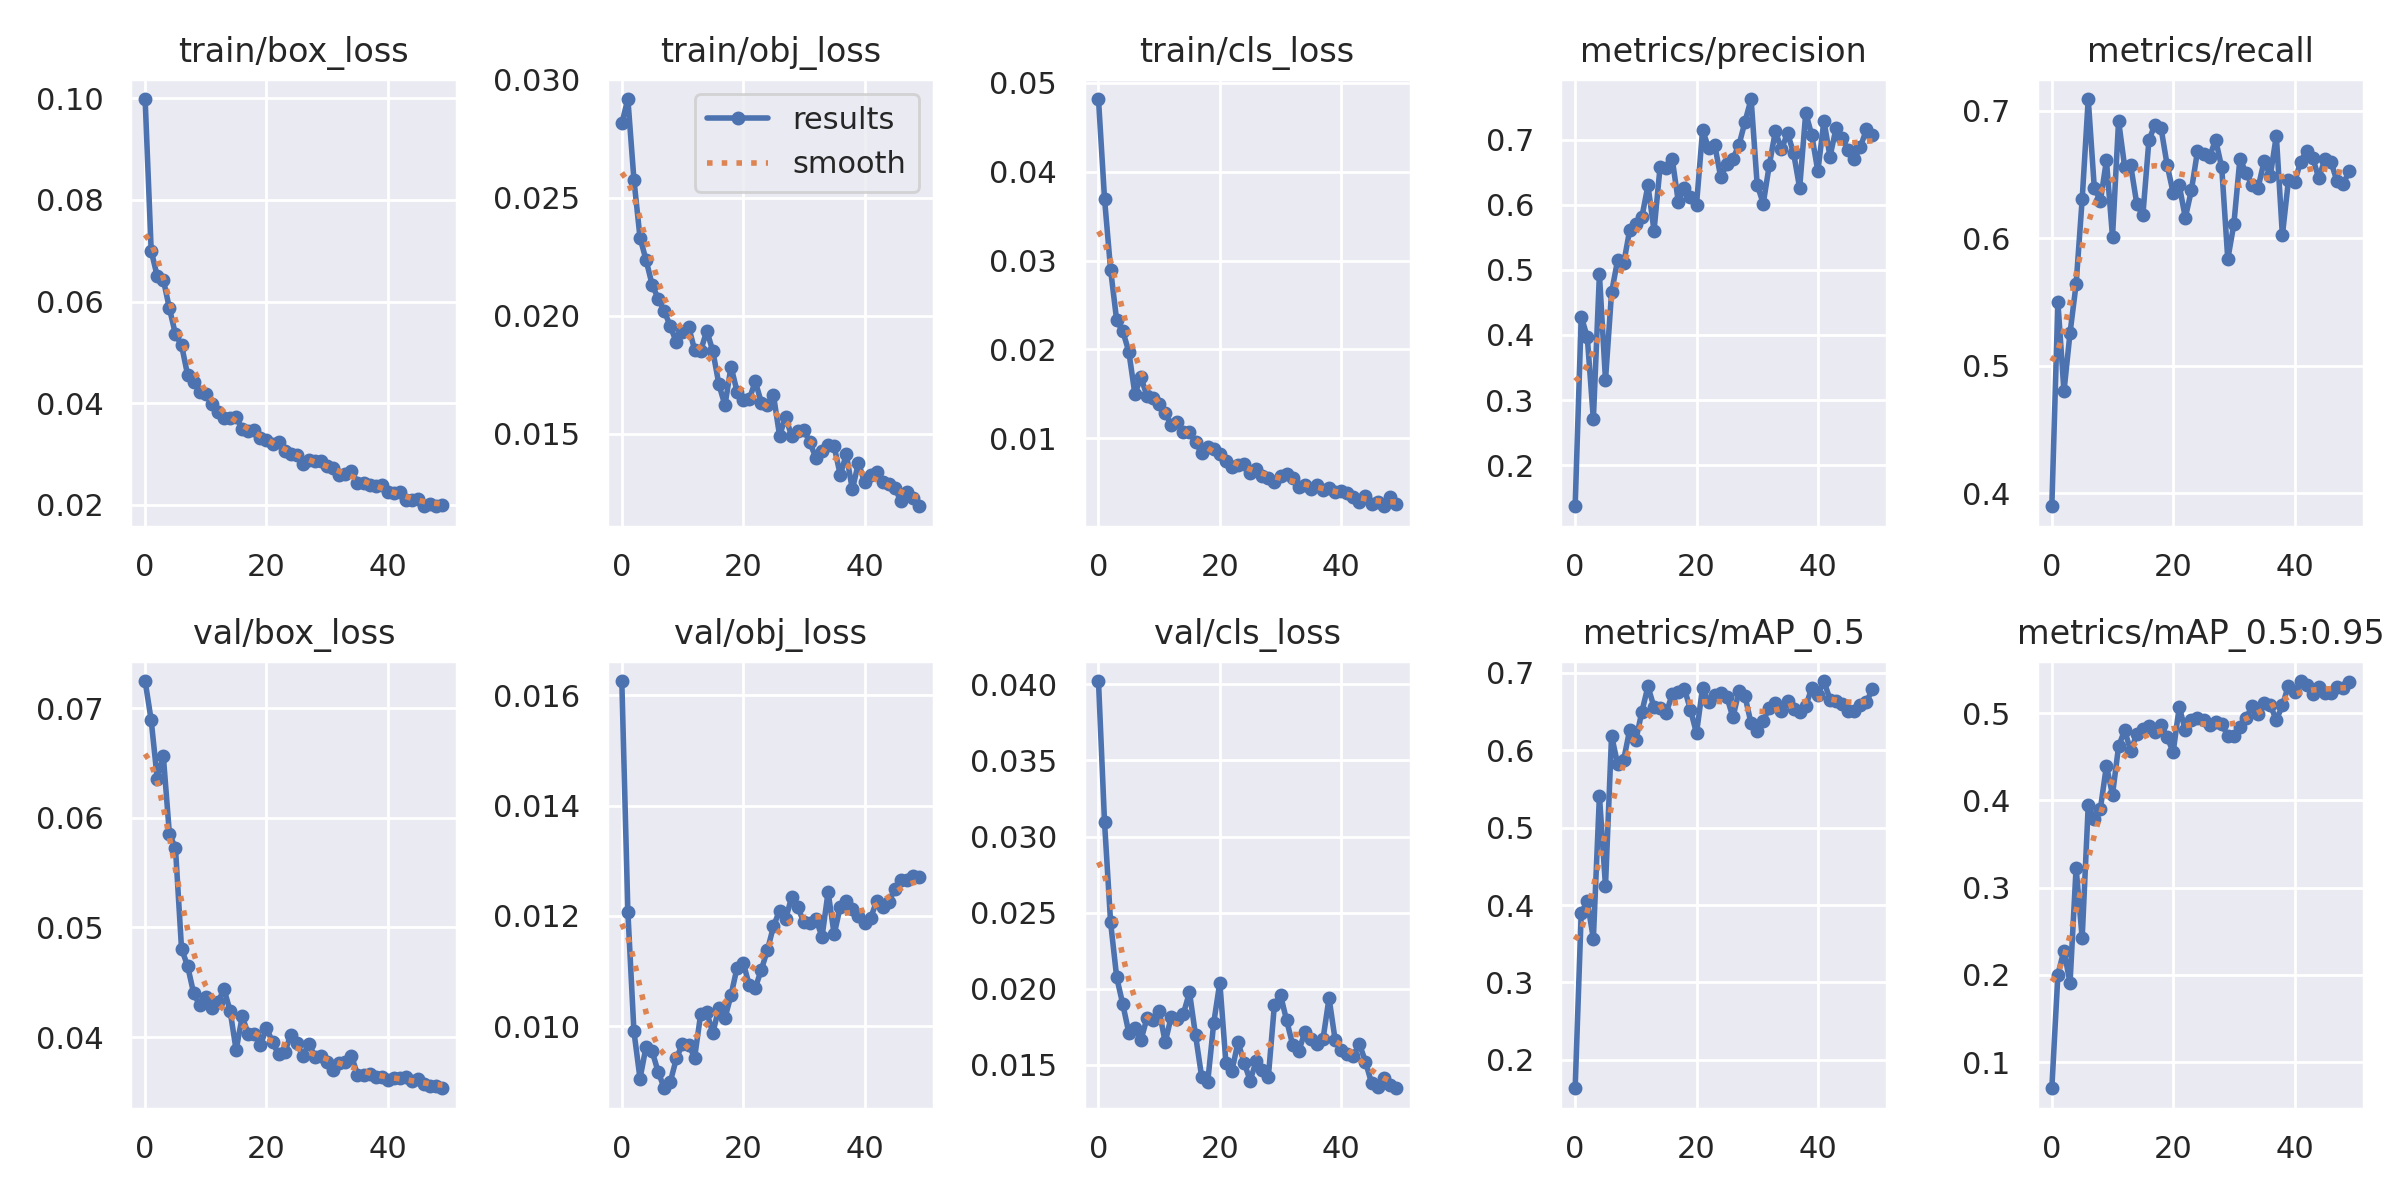 train/box_loss
0.10
0.08
0.06
0.04
0.02
0 20 40
train/obj_loss
0.030
0.025
0.020
0.015
results
smooth
0 20 40
train/cls_loss
0.05
0.04
0.03
0.02
0.01
0 20 40
metrics/precision
0.7
0.6
0.5
0.4
0.3
0.2
0 20 40
metrics/recall
0.7
0.6
0.5
0.4
0 20 40
val/box_loss
0.07
0.06
0.05
0.04
0 20 40
val/obj_loss
0.016
0.014
0.012
0.010
0 20 40
val/cls_loss
0.040
0.035
0.030
0.025
0.020
0.015
0 20 40
metrics/mAP_0.5
0.7
0.6
0.5
0.4
0.3
0.2
0 20 40
metrics/mAP_0.5:0.95
0.5
0.4
0.3
0.2
0.1
0 20 40